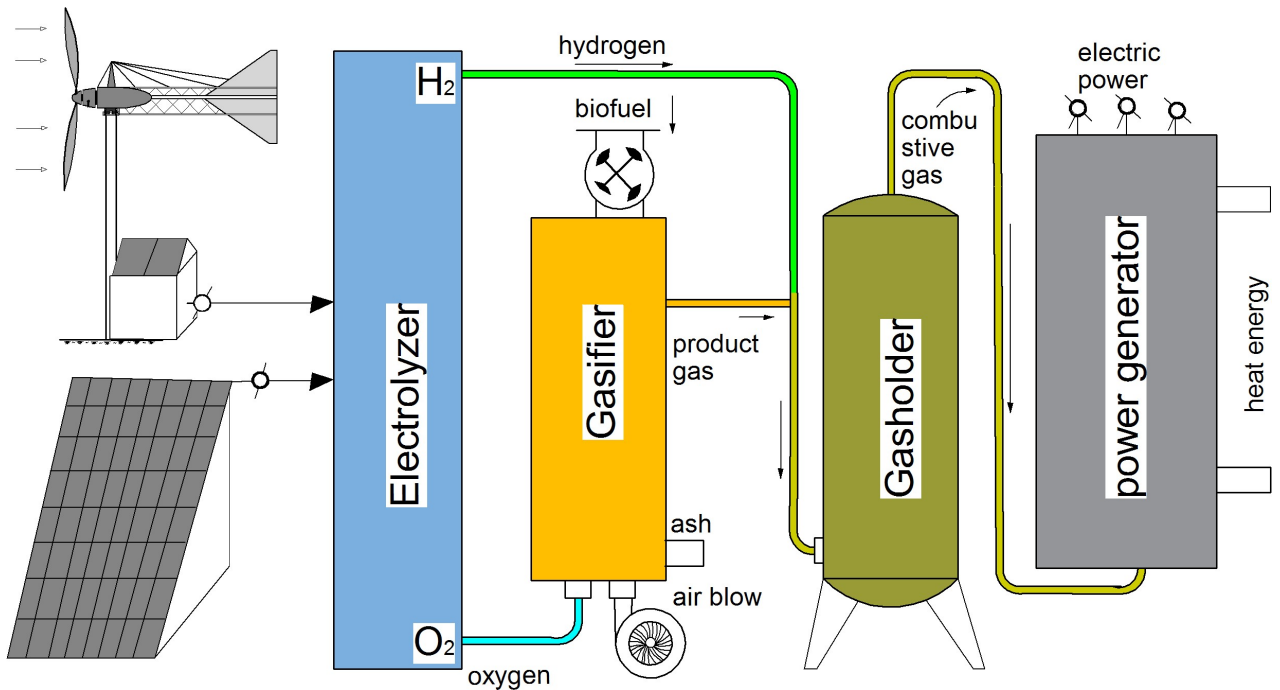 hydrogen
H2
biofuel
electric
power
combu
stive gas
Electrolyzer
Gasifier
product
gas
Gasholder
power generator
heat energy
ash
air blow
O2
oxygen